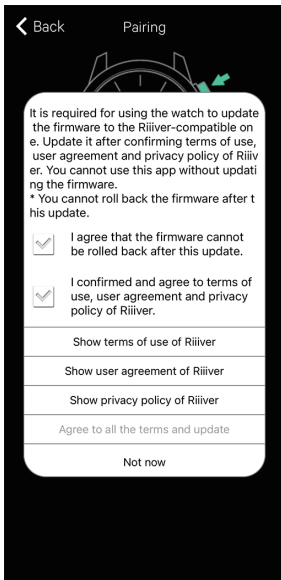 Back
Pairing
It is required for using the watch to update
the firmware to the Riiiver-compatible on
e. Update it after confirming terms of use,
user agreement and privacy policy of Riiiv
er. You cannot use this app without updati
ng the firmware.
* You cannot roll back the firmware after t
his update.
I agree that the firmware cannot
be rolled back after this update.
I confirmed and agree to terms of
use, user agreement and privacy
policy of Riiiver.
Show terms of use of Riiiver
Show user agreement of Riiiver
Show privacy policy of Riiiver
Agree to all the terms and update
Not now